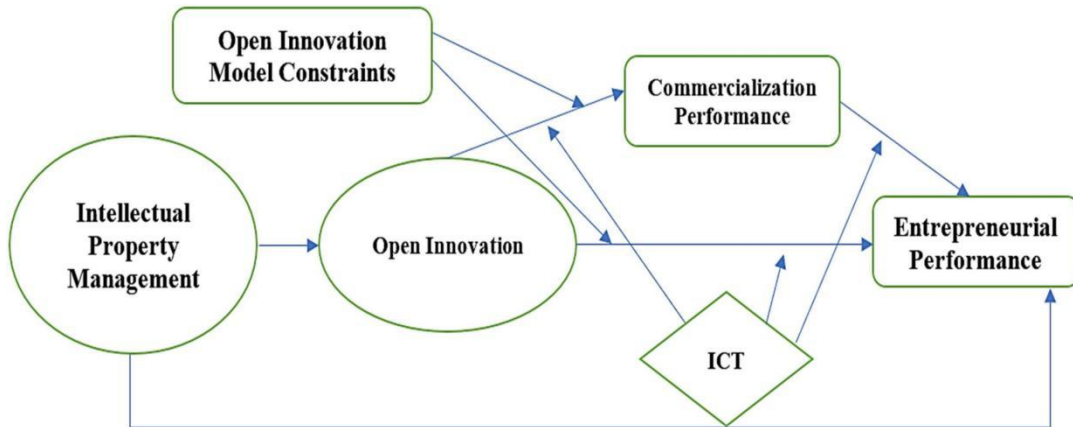 Open Innovation
Model Constraints
Commercialization
Performance
Intellectual
Property
Management
Open Innovation
Entrepreneurial
Performance
ICT